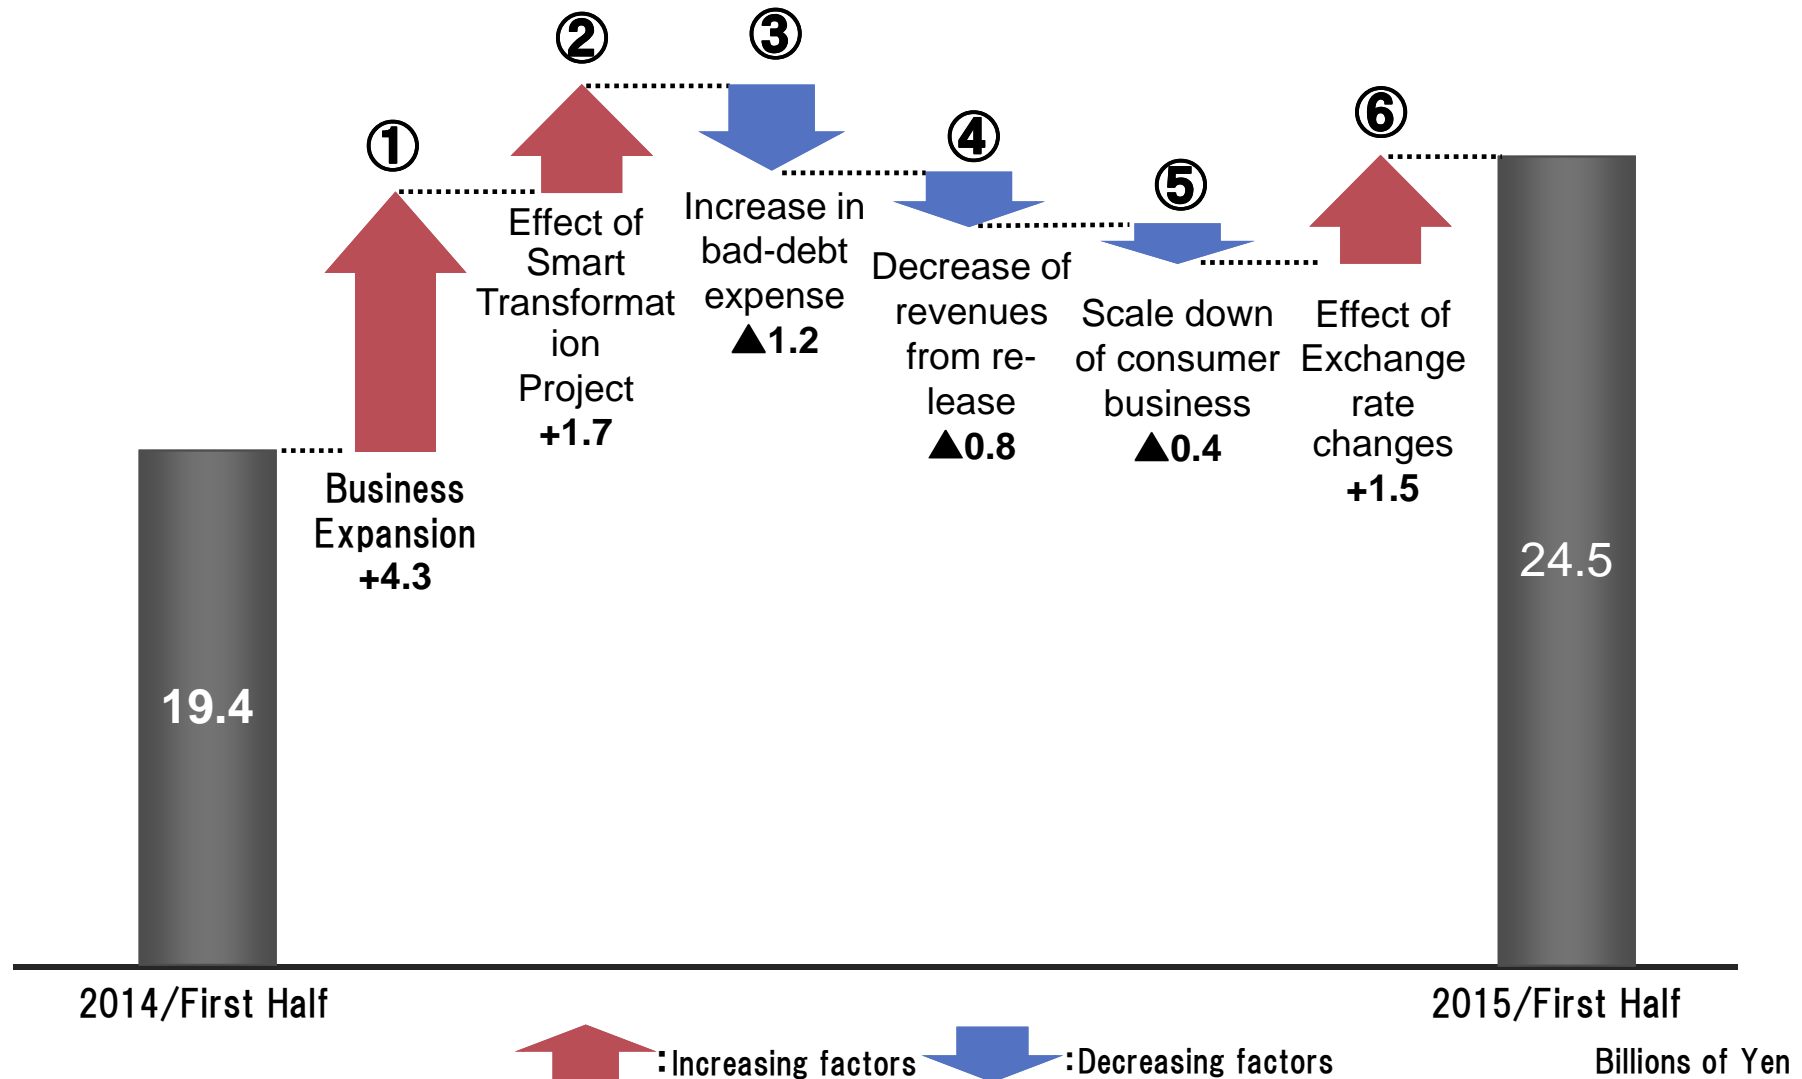 ①
Business
Expansion
+4.3
②
Effect of
Smart
Transformat
ion
Project
+1.7
③
Increase in
bad-debt
expense
▲1.2
④
Decrease of
revenues
from re-
lease
▲0.8
⑤
Scale down
of consumer
business
▲0.4
⑥
Effect of
Exchange
rate
changes
+1.5
19.4
24.5
2014/First Half
2015/First Half
:Increasing factors
:Decreasing factors
Billions of Yen